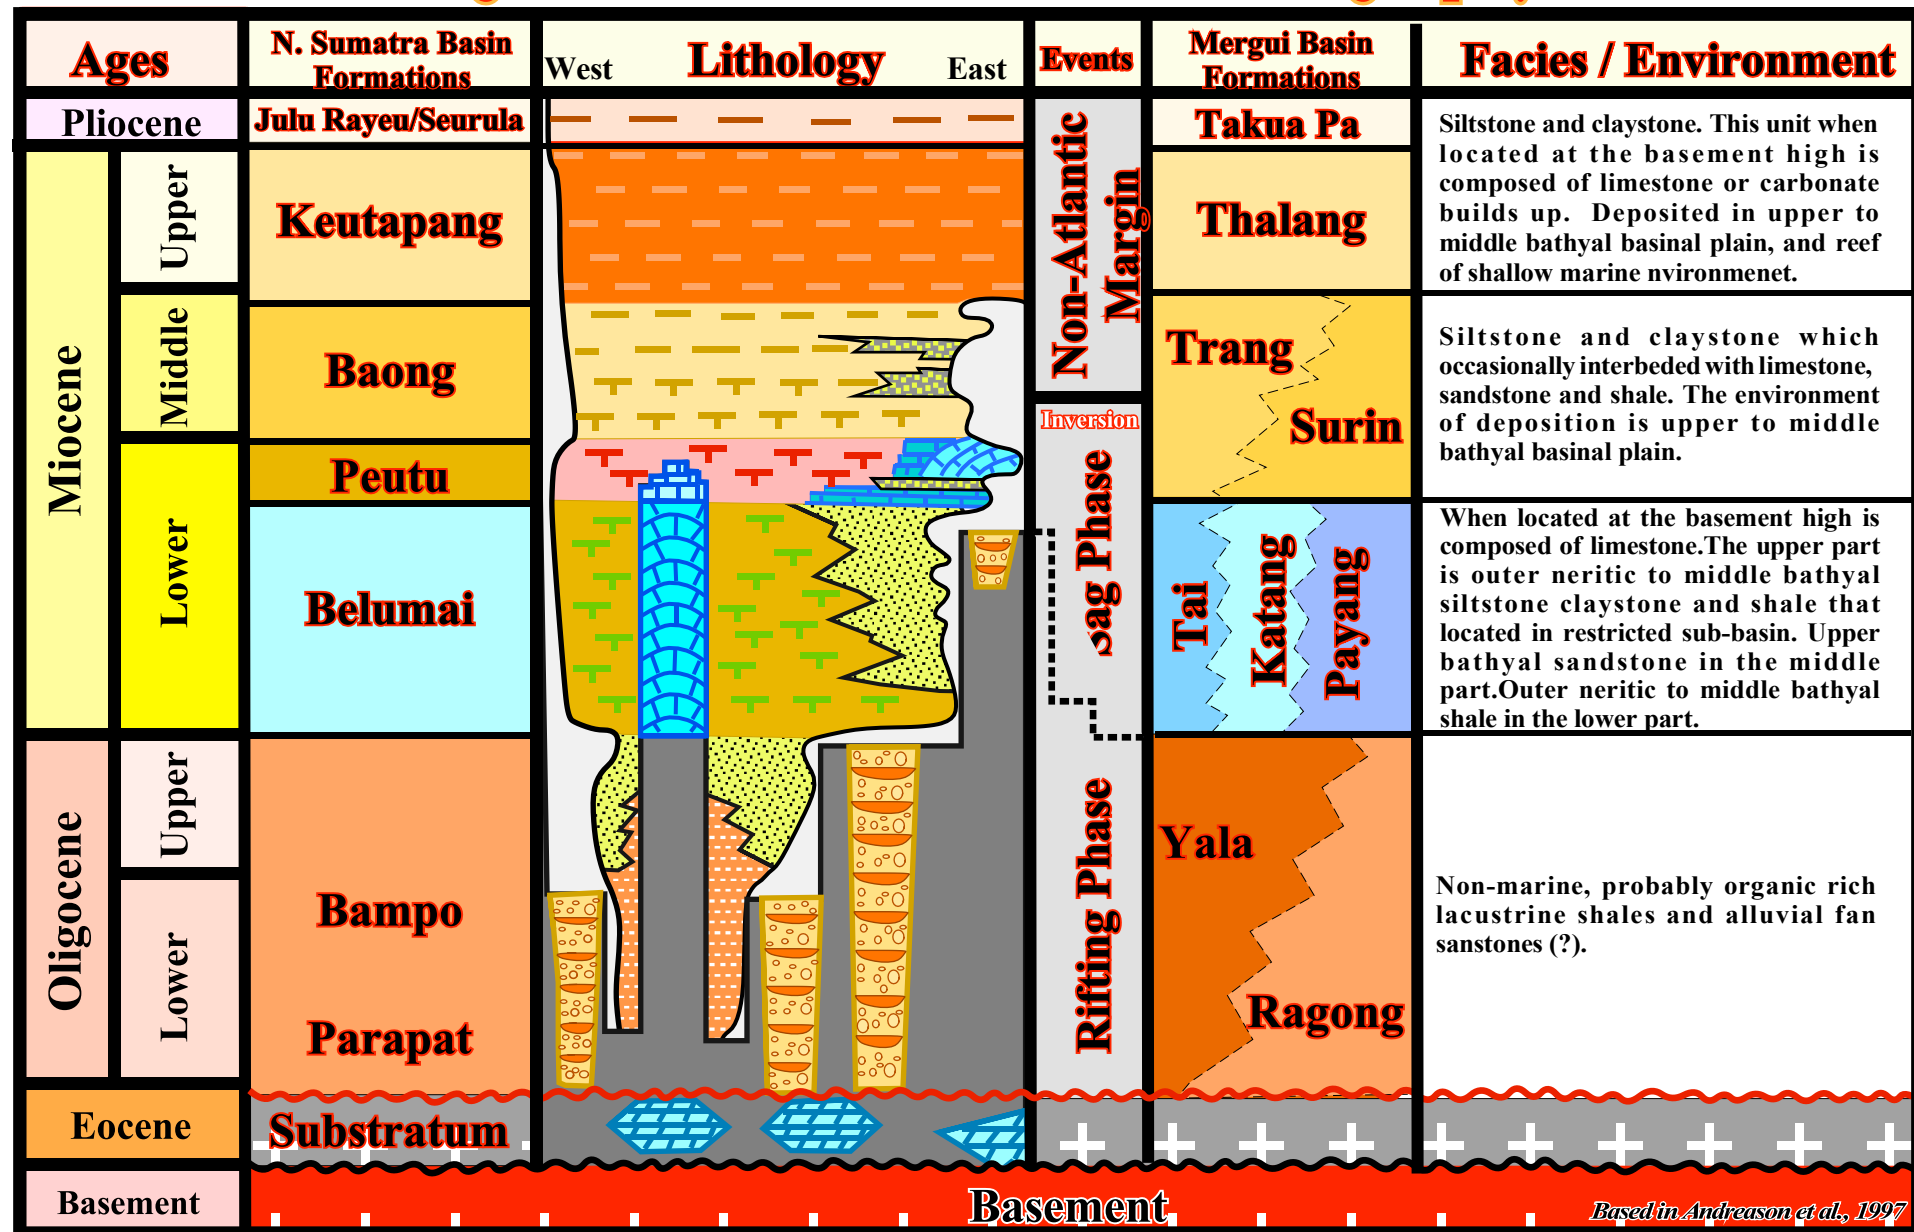 Ages
N. Sumatra Basin
Formations
West
Lithology
East
Events
Mergui Basin
Formations
Facies / Environment
Pliocene
Julu Rayeu/Seurula
Takua Pa
Siltstone and claystone. This unit when
located at the basement high is
composed of limestone or carbonate
builds up. Deposited in upper to
middle bathyal basinal plain, and reef
of shallow marine nvironmenet.
Miocene
Upper
Keutapang
Non-Atlantic
Margin
Thalang
Middle
Baong
Trang
Surin
Siltstone and claystone which
occasionally interbeded with limestone,
sandstone and shale. The environment
of deposition is upper to middle
bathyal basinal plain.
Inversion
Lower
Peutu
Belumai
Sag Phase
Tai
Katang
Payang
When located at the basement high is
composed of limestone.The upper part
is outer neritic to middle bathyal
siltstone claystone and shale that
located in restricted sub-basin. Upper
bathyal sandstone in the middle
part.Outer neritic to middle bathyal
shale in the lower part.
Oligocene
Upper
Lower
Bampo
Parapat
Rifting Phase
Yala
Ragong
Non-marine, probably organic rich
lacustrine shales and alluvial fan
sanstones (?).
Eocene
Substratum
Basement
Basement
Based in Andreason et al., 1997